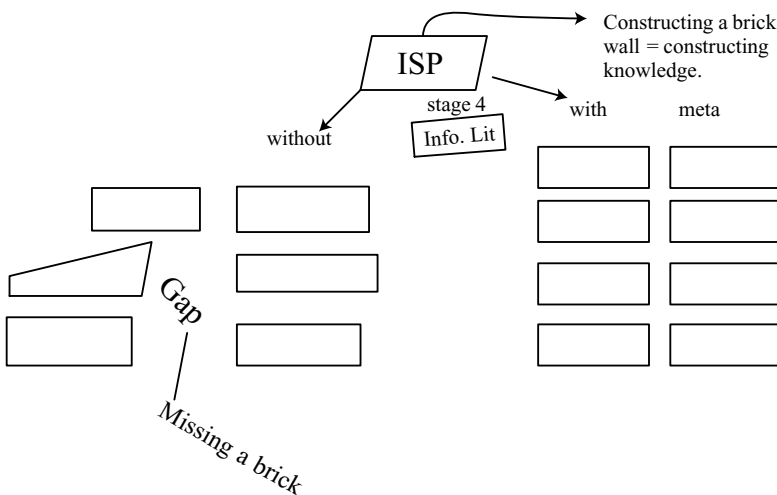 Constructing a brick
wall = constructing
knowledge.
ISP
stage 4
Info. Lit
without
with
meta
Gap
Missing a brick